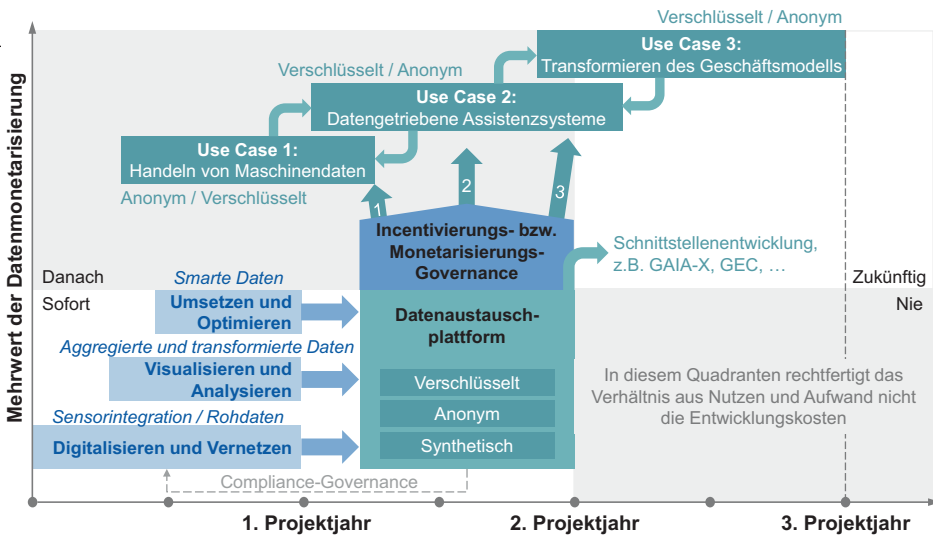 Verschlüsselt / Anonym
Use Case 3:
Transformieren des Geschäftsmodells
Verschlüsselt / Anonym
Use Case 2:
Datengetriebene Assistenzsysteme
Use Case 1:
Handeln von Maschinendaten
Anonym / Verschlüsselt
1
2
3
Mehrwert der Datenmonetarisierung
Incentivierungs- bzw.
Monetarisierungs-
Governance
Schnittstellenentwicklung,
z.B. GAIA-X, GEC, …
Danach
Sofort
Zukünftig
Nie
Smarte Daten
Umsetzen und
Optimieren
Aggregierte und transformierte Daten
Visualisieren und
Analysieren
Sensorintegration / Rohdaten
Digitalisieren und Vernetzen
Datenaustausch-
plattform
Verschlüsselt
Anonym
Synthetisch
In diesem Quadranten rechtfertigt das
Verhältnis aus Nutzen und Aufwand nicht
die Entwicklungskosten
Compliance-Governance
1. Projektjahr
2. Projektjahr
3. Projektjahr